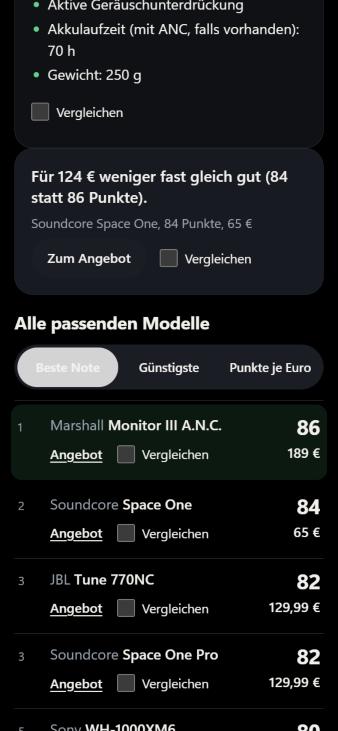 Aktive Geräuschunterdrückung
Akkulaufzeit (mit ANC, falls vorhanden):
70 h
Gewicht: 250 g
Vergleichen
Für 124 € weniger fast gleich gut (84
statt 86 Punkte).
Soundcore Space One, 84 Punkte, 65 €
Zum Angebot Vergleichen
Alle passenden Modelle
Beste Note Günstigste Punkte je Euro
1 Marshall Monitor III A.N.C. 86
Angebot Vergleichen 189 €
2 Soundcore Space One 84
Angebot Vergleichen 65 €
3 JBL Tune 770NC 82
Angebot Vergleichen 129,99 €
3 Soundcore Space One Pro 82
Angebot Vergleichen 129,99 €
5 Sony WH-1000XM6 80